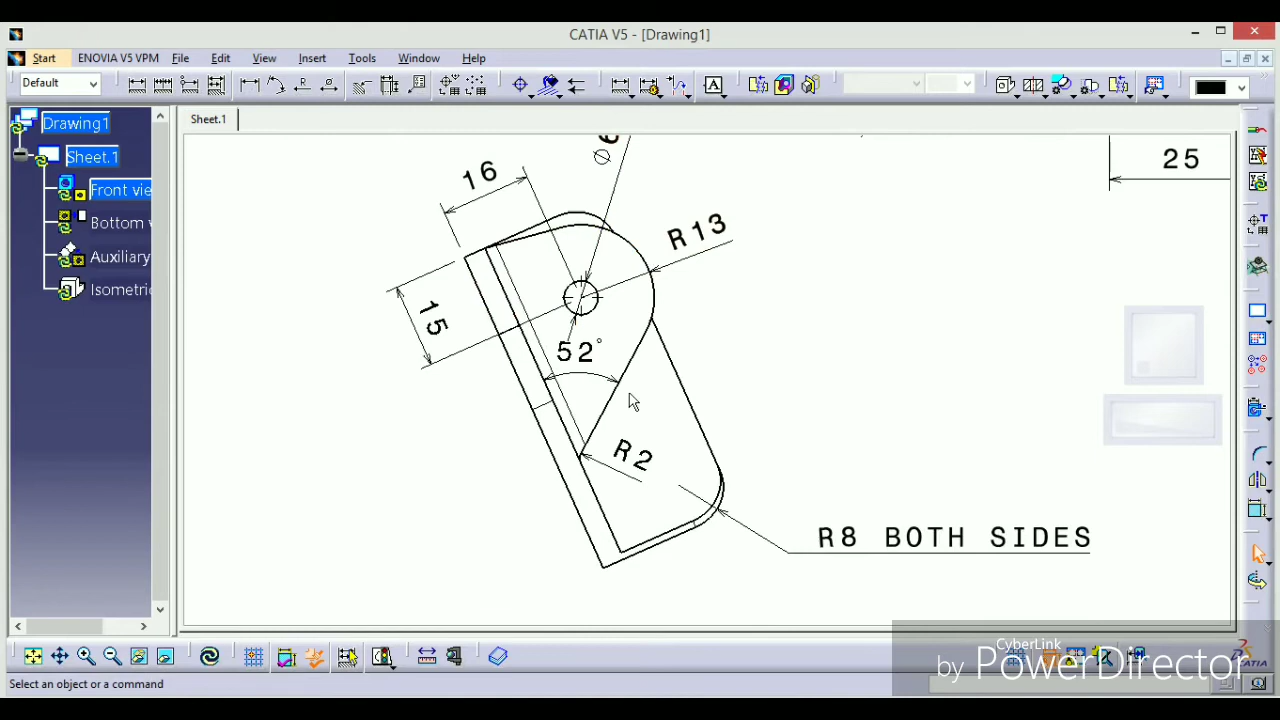 CATIA V5 - [Drawing1]
Start ENOVIA V5 VPM File Edit View Insert Tools Window Help
Default
Drawing1
Sheet.1
Front vie
Bottom
Auxiliary
Isometric
Sheet.1
16
25
R13
15
52°
R2
R8 BOTH SIDES
Select an object or a command
CyberLink
by PowerDirector
CATIA